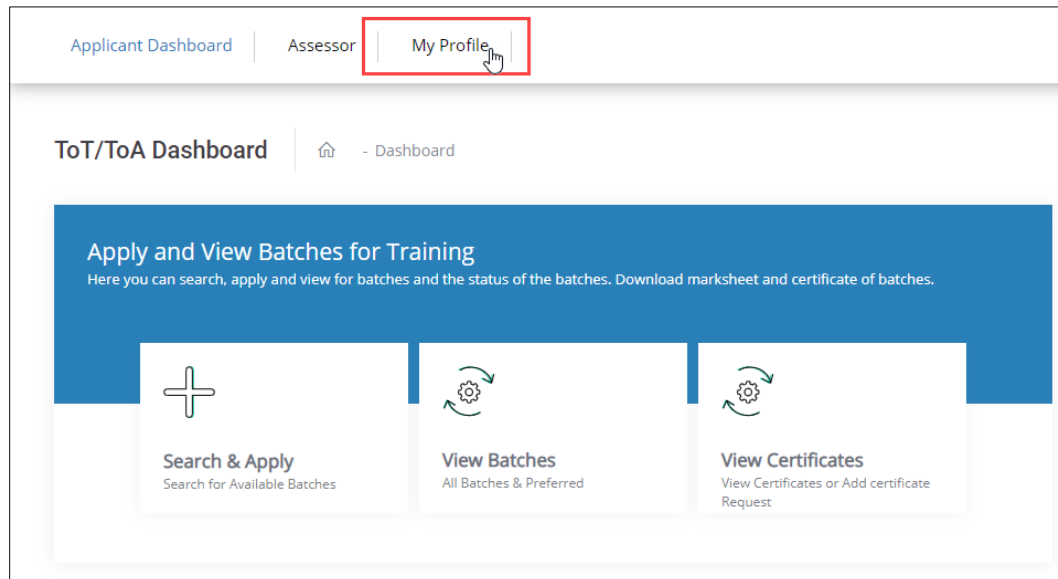 Applicant Dashboard Assessor My Profile
ToT/ToA Dashboard - Dashboard
Apply and View Batches for Training
Here you can search, apply and view for batches and the status of the batches. Download marksheet and certificate of batches.
Search & Apply
Search for Available Batches
View Batches
All Batches & Preferred
View Certificates
View Certificates or Add certificate
Request